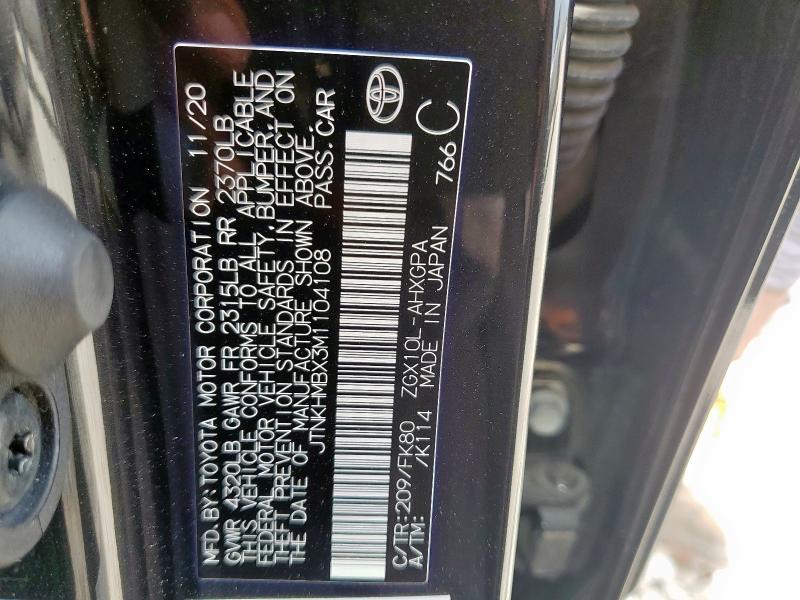 MFD. BY: TOYOTA MOTOR CORPORATION 11/20
GVWR 4320LB GAWR FR 2315LB RR 2370LB
THIS VEHICLE CONFORMS TO ALL APPLICABLE
FEDERAL MOTOR VEHICLE SAFETY, BUMPER, AND
THEFT PREVENTION STANDARDS IN EFFECT ON
THE DATE OF MANUFACTURE SHOWN ABOVE.
JTNKHMBX3M1104108 PASS. CAR
C/TR: 209/FK80 ZGX10L-AHXGPA 766 C
A/TM: /K114 MADE IN JAPAN